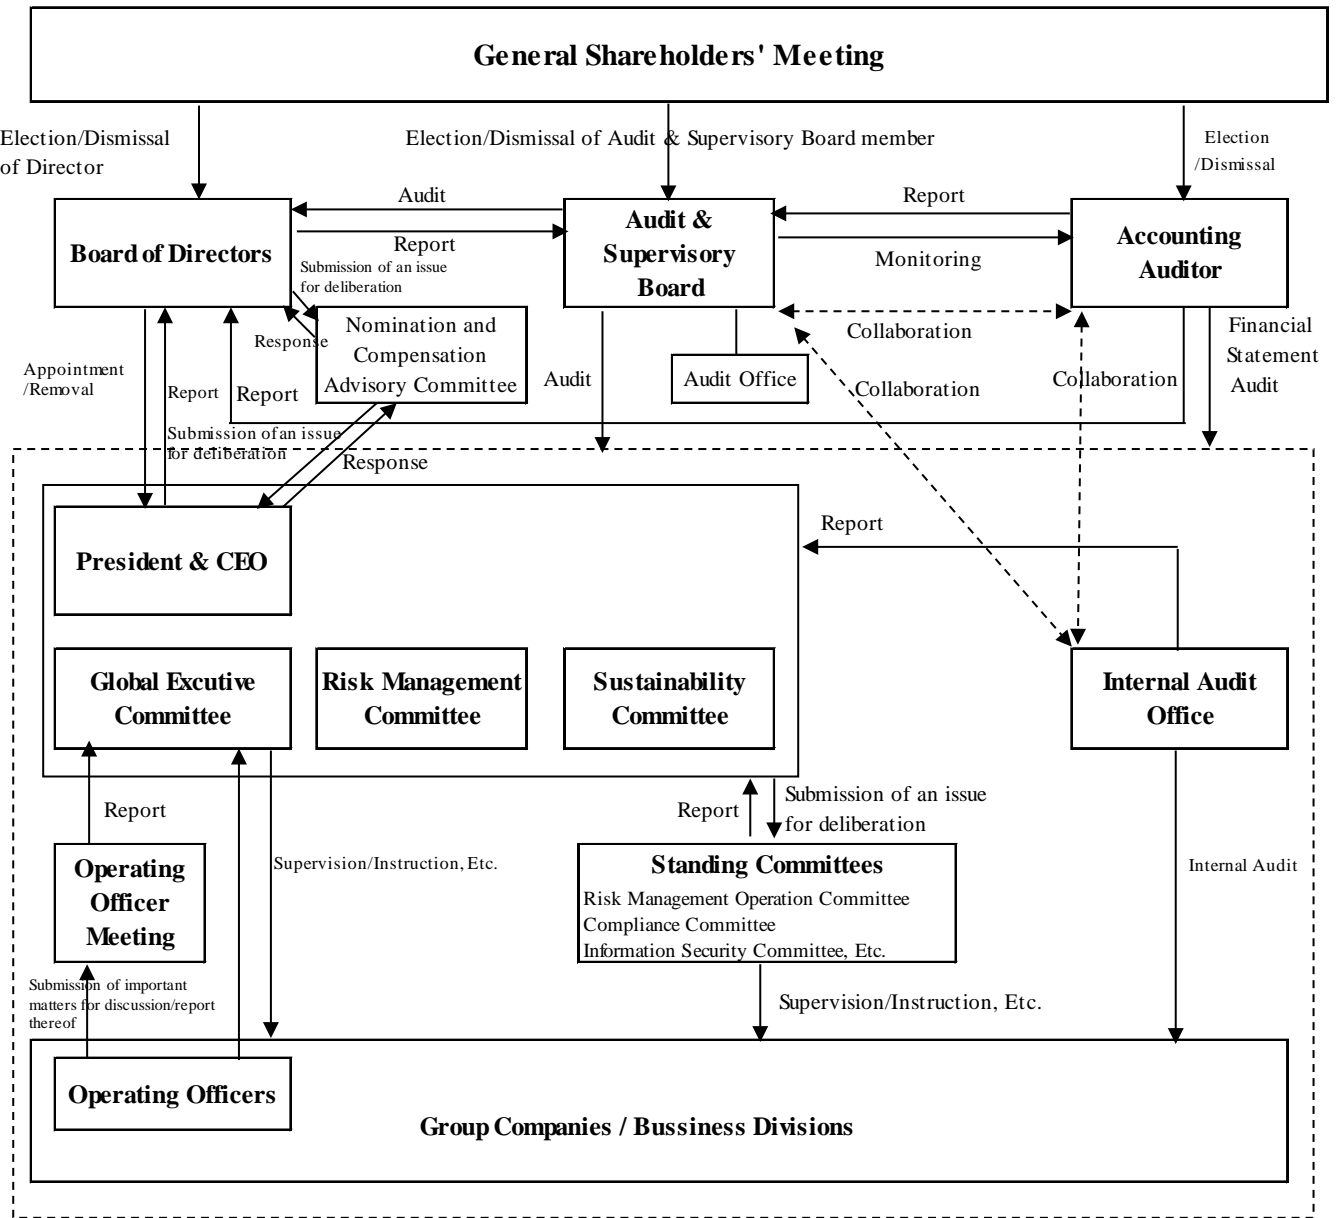 General Shareholders' Meeting
Election/Dismissal
of Director
Election/Dismissal of Audit & Supervisory Board member
Election
/Dismissal
Audit
Report
Board of Directors
Audit &
Supervisory
Board
Report
Monitoring
Accounting
Auditor
Submission of an issue
for deliberation
Response
Nomination and
Compensation
Advisory Committee
Collaboration
Audit Office
Financial
Statement
Audit
Appointment
/Removal
Report
Report
Audit
Collaboration
Collaboration
Submission of an issue
for deliberation
Response
President & CEO
Report
Global Excutive
Committee
Risk Management
Committee
Sustainability
Committee
Internal Audit
Office
Report
Report
Submission of an issue
for deliberation
Operating
Officer
Meeting
Supervision/Instruction, Etc.
Standing Committees
Risk Management Operation Committee
Compliance Committee
Information Security Committee, Etc.
Internal Audit
Submission of important
matters for discussion/report
thereof
Supervision/Instruction, Etc.
Operating Officers
Group Companies / Bussiness Divisions